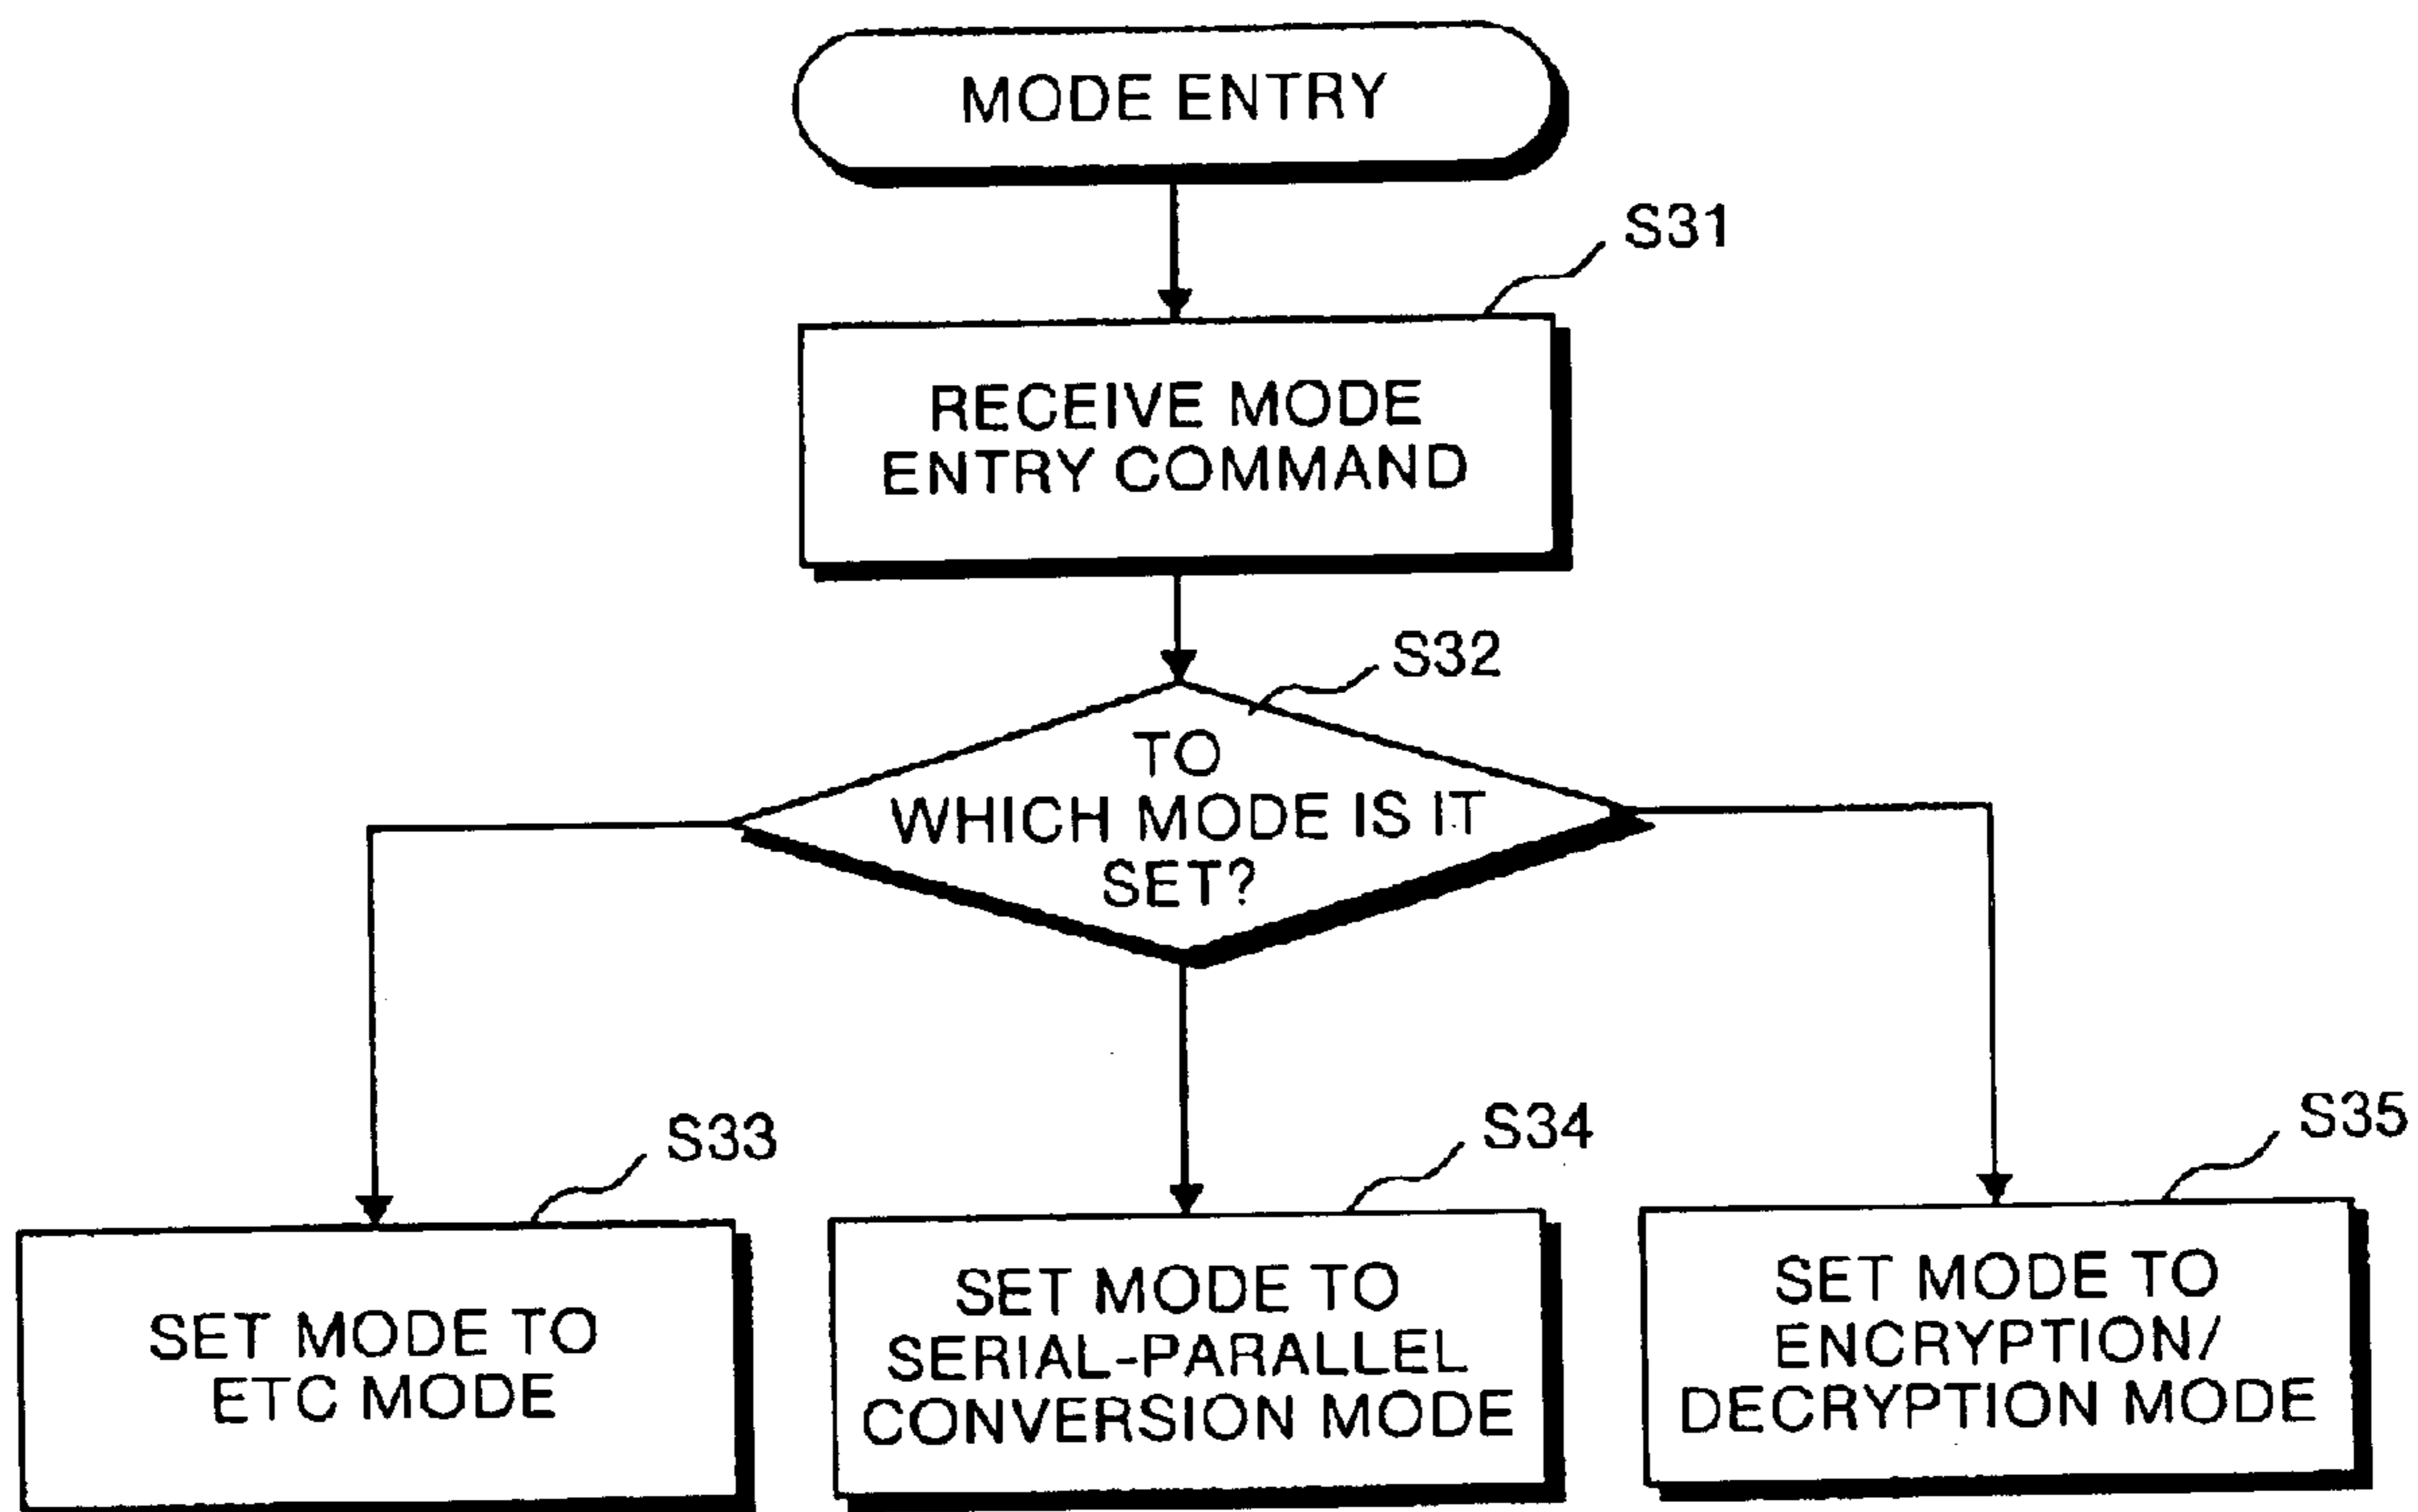 MODE ENTRY
S31
RECEIVE MODE
ENTRY COMMAND
S32
TO
WHICH MODE IS IT
SET?
S33
SET MODE TO
ETC MODE
S34
SET MODE TO
SERIAL-PARALLEL
CONVERSION MODE
S35
SET MODE TO
ENCRYPTION/
DECRYPTION MODE